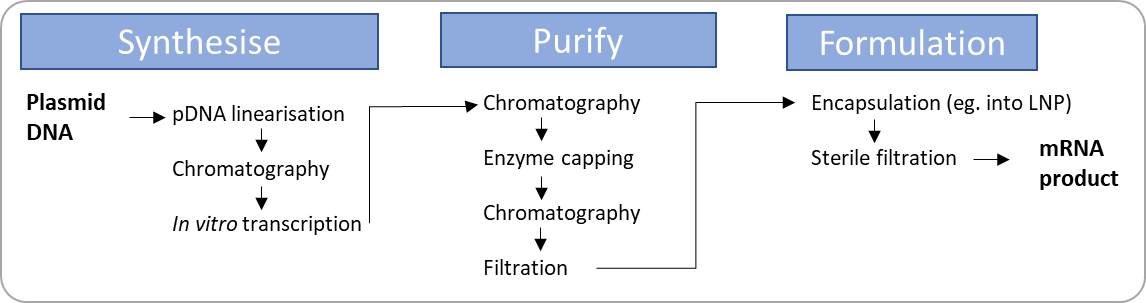 Synthesise
Purify
Formulation
Plasmid
DNA
pDNA linearisation
Chromatography
In vitro transcription
Chromatography
Enzyme capping
Chromatography
Filtration
Encapsulation (eg. into LNP)
Sterile filtration
mRNA
product